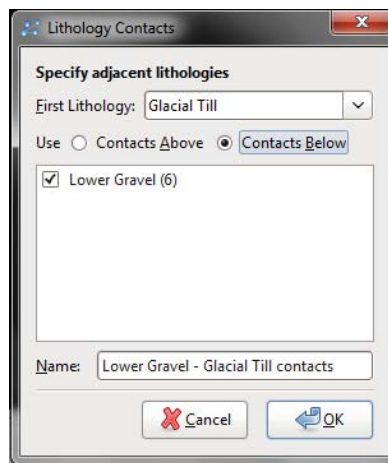 Lithology Contacts
Specify adjacent lithologies
First Lithology: Glacial Till
Use Contacts Above Contacts Below
Lower Gravel (6)
Name: Lower Gravel - Glacial Till contacts
Cancel OK